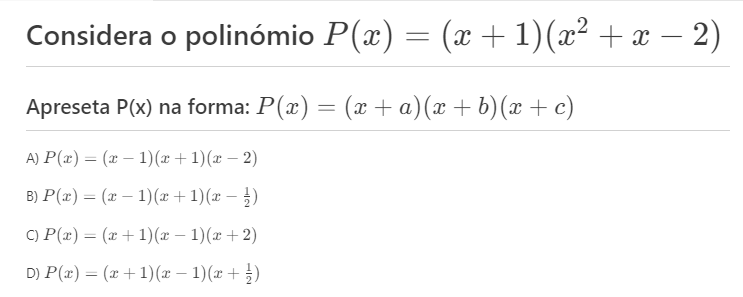 Considera o polinómio P(x) = (x + 1)(x² + x − 2)
Apreseta P(x) na forma: P(x) = (x + a)(x + b)(x + c)
A) P(x) = (x − 1)(x + 1)(x − 2)
B) P(x) = (x − 1)(x + 1)(x − 1/2)
C) P(x) = (x + 1)(x − 1)(x + 2)
D) P(x) = (x + 1)(x − 1)(x + 1/2)